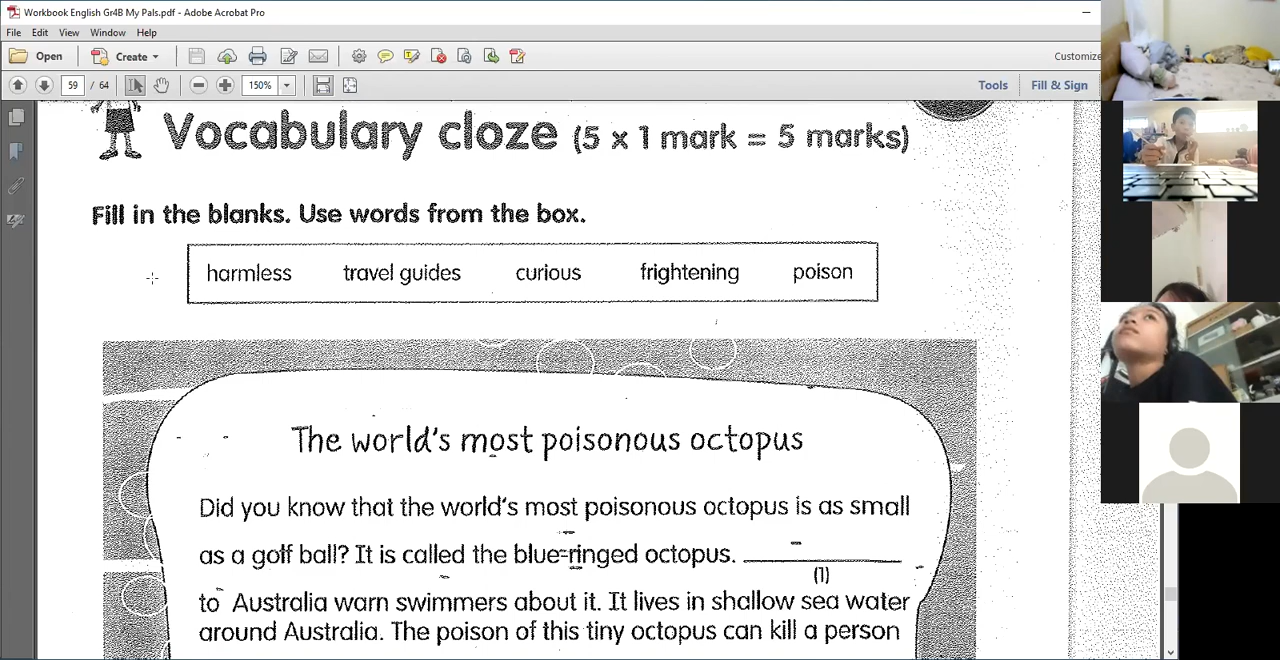 Workbook English Gr4B My Pals.pdf - Adobe Acrobat Pro
File Edit View Window Help
Open Create Customize
59 / 64 150% Tools Fill & Sign
Vocabulary cloze (5 x 1 mark = 5 marks)
Fill in the blanks. Use words from the box.
harmless travel guides curious frightening poison
The world's most poisonous octopus
Did you know that the world's most poisonous octopus is as small
as a golf ball? It is called the blue-ringed octopus. ____________
(1)
to Australia warn swimmers about it. It lives in shallow sea water
around Australia. The poison of this tiny octopus can kill a person